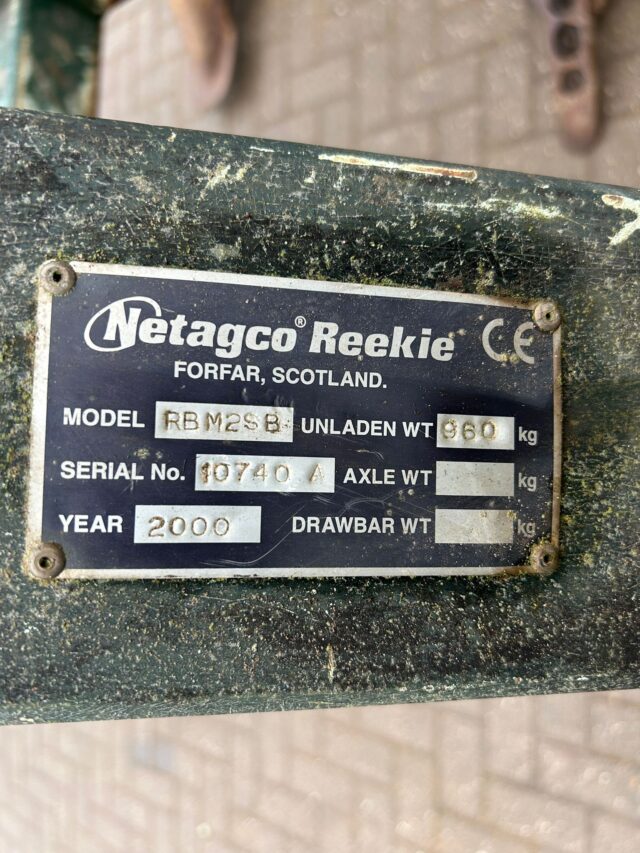 Netagco® Reekie CE
FORFAR, SCOTLAND.
MODEL RBM2SB UNLADEN WT 960 kg
SERIAL No. 10740 A AXLE WT kg
YEAR 2000 DRAWBAR WT kg